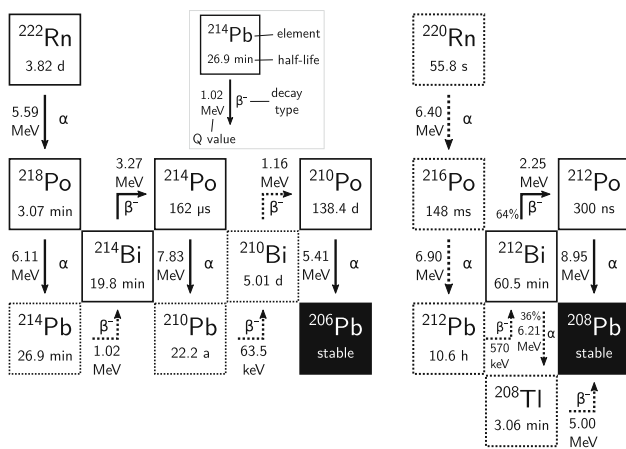 222Rn
3.82 d
5.59
MeV
α
218Po
3.07 min
6.11
MeV
α
214Pb
26.9 min
β−
1.02
MeV
214Bi
19.8 min
3.27
MeV
β−
214Po
162 µs
7.83
MeV
α
210Pb
22.2 a
β−
63.5
keV
210Bi
5.01 d
1.16
MeV
β−
210Po
138.4 d
5.41
MeV
α
206Pb
stable
214Pb
element
26.9 min
half-life
1.02
MeV
β−
decay
type
Q value
220Rn
55.8 s
6.40
MeV
α
216Po
148 ms
6.90
MeV
α
212Pb
10.6 h
β−
570
keV
212Bi
60.5 min
64%
2.25
MeV
β−
212Po
300 ns
8.95
MeV
α
208Pb
stable
36%
6.21
MeV
α
208Tl
3.06 min
β−
5.00
MeV